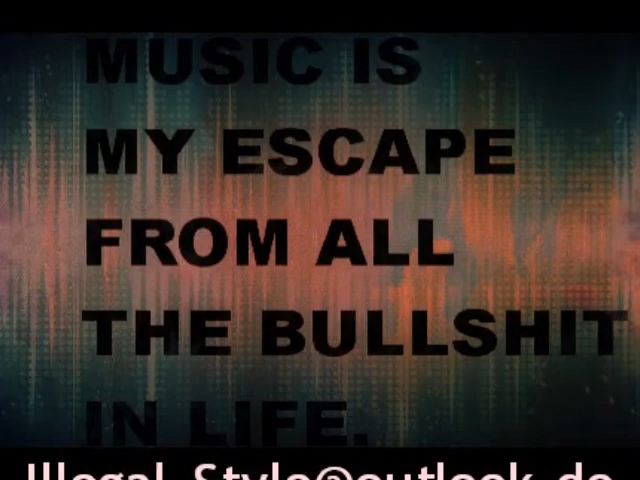 MUSIC IS
MY ESCAPE
FROM ALL
THE BULLSHIT
IN LIFE.
Illegal_Style@outlook.de